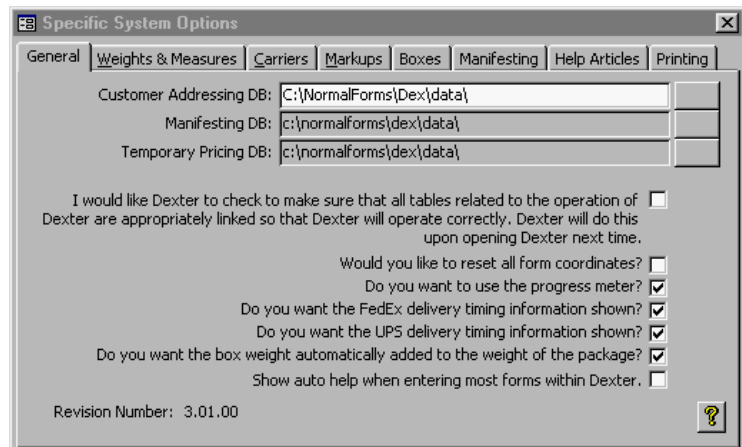 Specific System Options
General Weights & Measures Carriers Markups Boxes Manifesting Help Articles Printing
Customer Addressing DB: C:\NormalForms\Dex\data\
Manifesting DB: c:\normalforms\dex\data\
Temporary Pricing DB: c:\normalforms\dex\data\
I would like Dexter to check to make sure that all tables related to the operation of
Dexter are appropriately linked so that Dexter will operate correctly. Dexter will do this
upon opening Dexter next time.
Would you like to reset all form coordinates?
Do you want to use the progress meter?
Do you want the FedEx delivery timing information shown?
Do you want the UPS delivery timing information shown?
Do you want the box weight automatically added to the weight of the package?
Show auto help when entering most forms within Dexter.
Revision Number: 3.01.00